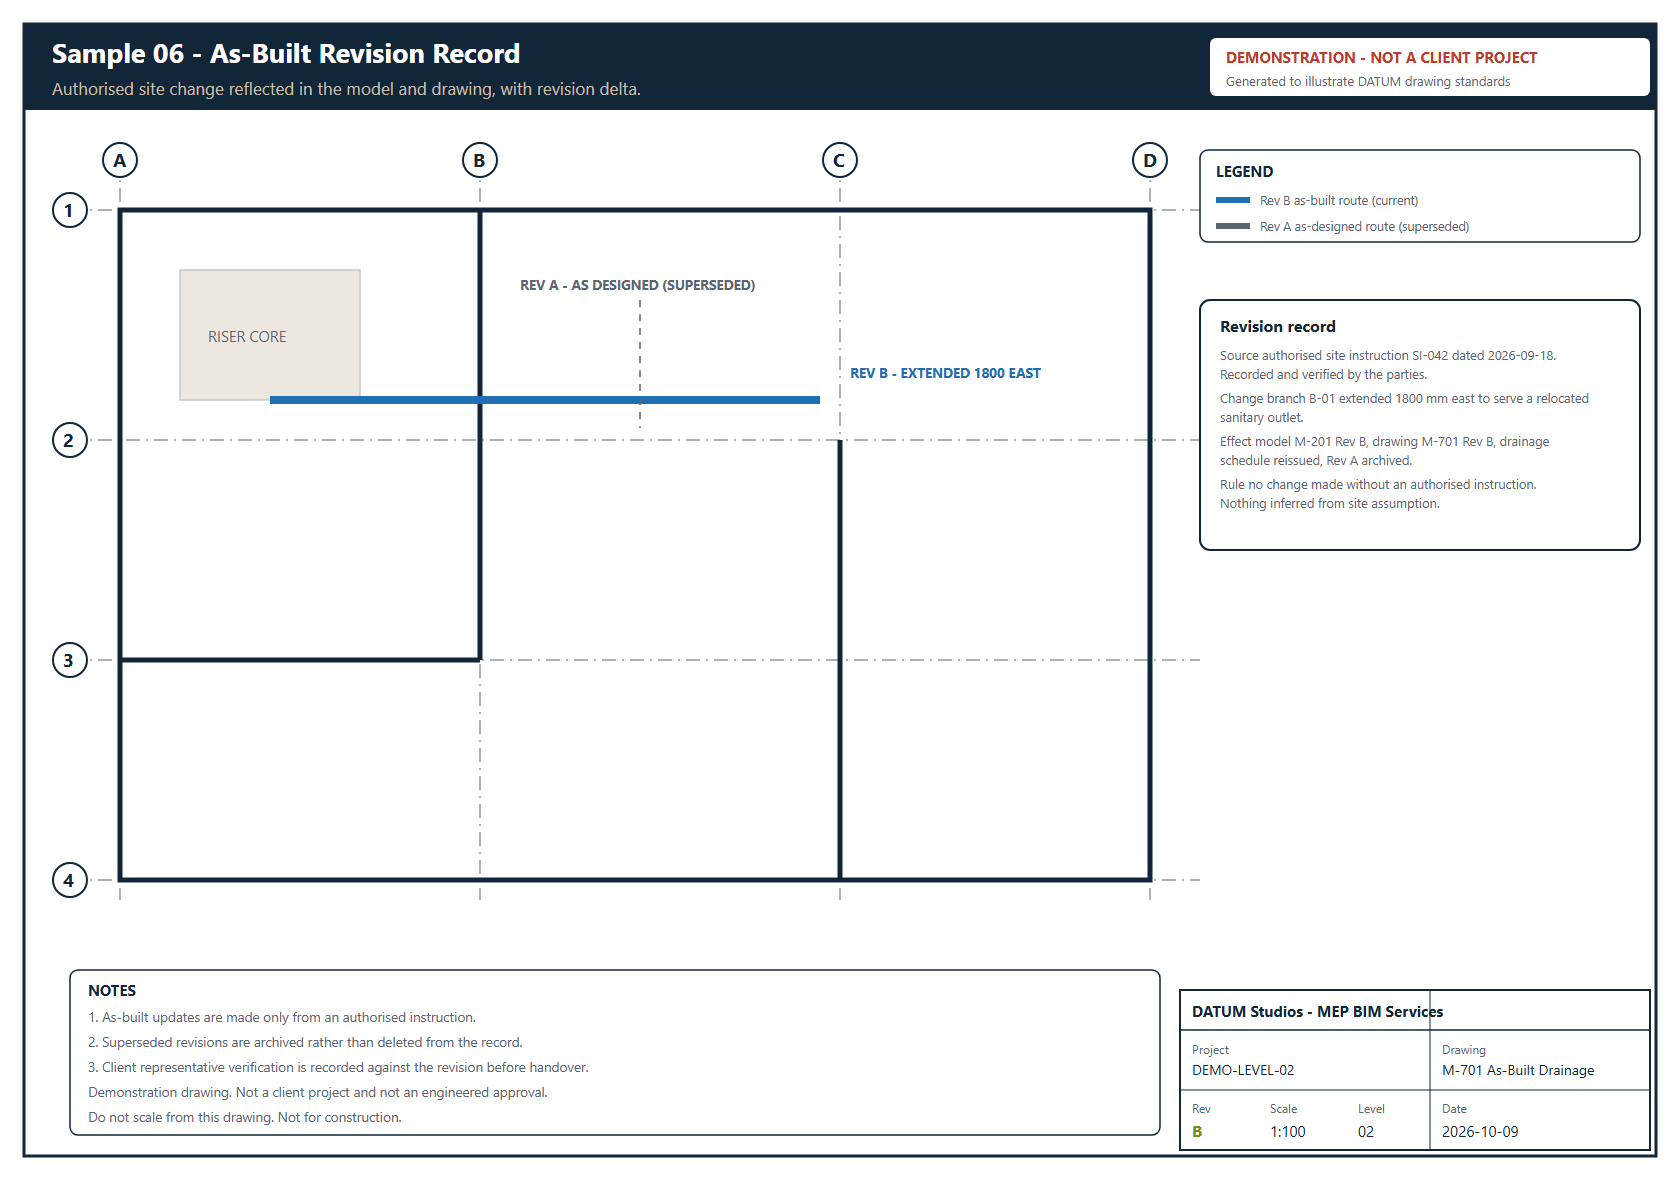 Sample 06 - As-Built Revision Record
Authorised site change reflected in the model and drawing, with revision delta.
DEMONSTRATION - NOT A CLIENT PROJECT
Generated to illustrate DATUM drawing standards
A
B
C
D
1
2
3
4
RISER CORE
REV A - AS DESIGNED (SUPERSEDED)
REV B - EXTENDED 1800 EAST
LEGEND
Rev B as-built route (current)
Rev A as-designed route (superseded)
Revision record
Source authorised site instruction SI-042 dated 2026-09-18.
Recorded and verified by the parties.
Change branch B-01 extended 1800 mm east to serve a relocated
sanitary outlet.
Effect model M-201 Rev B, drawing M-701 Rev B, drainage
schedule reissued, Rev A archived.
Rule no change made without an authorised instruction.
Nothing inferred from site assumption.
NOTES
1. As-built updates are made only from an authorised instruction.
2. Superseded revisions are archived rather than deleted from the record.
3. Client representative verification is recorded against the revision before handover.
Demonstration drawing. Not a client project and not an engineered approval.
Do not scale from this drawing. Not for construction.
DATUM Studios - MEP BIM Services
Project
DEMO-LEVEL-02
Drawing
M-701 As-Built Drainage
Rev
B
Scale
1:100
Level
02
Date
2026-10-09